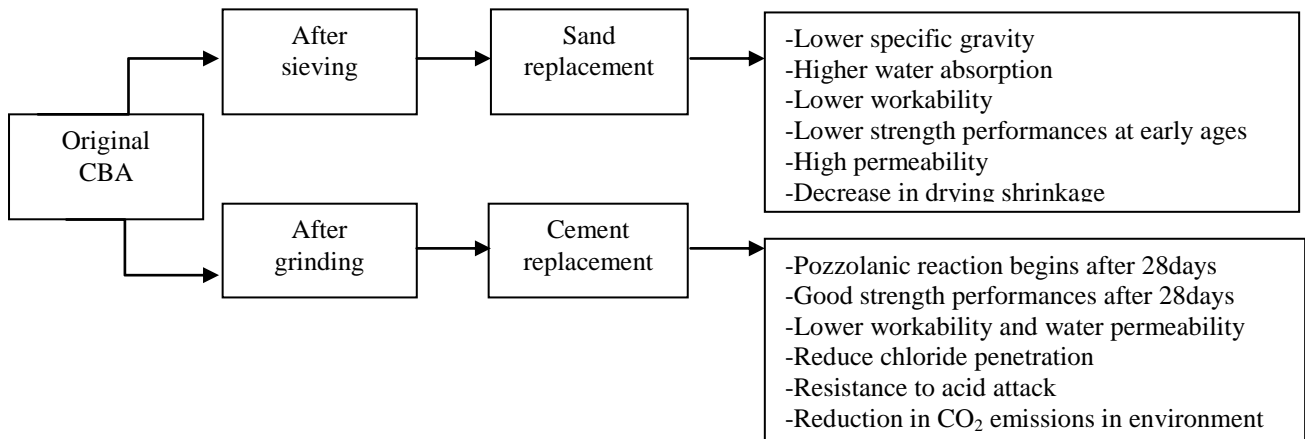 Original
CBA
After
sieving
Sand
replacement
-Lower specific gravity
-Higher water absorption
-Lower workability
-Lower strength performances at early ages
-High permeability
-Decrease in drying shrinkage
After
grinding
Cement
replacement
-Pozzolanic reaction begins after 28days
-Good strength performances after 28days
-Lower workability and water permeability
-Reduce chloride penetration
-Resistance to acid attack
-Reduction in CO₂ emissions in environment